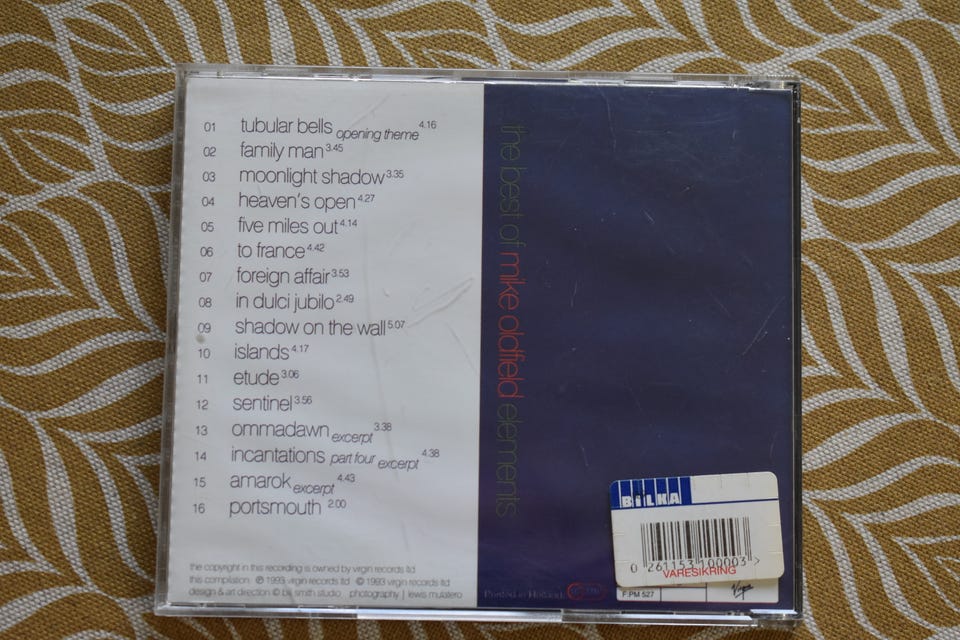 01 tubular bells opening theme 4.16
02 family man 3.45
03 moonlight shadow 3.35
04 heaven's open 4.27
05 five miles out 4.14
06 to france 4.42
07 foreign affair 3.53
08 in dulci jubilo 2.49
09 shadow on the wall 5.07
10 islands 4.17
11 etude 3.06
12 sentinel 3.56
13 ommadawn excerpt 3.38
14 incantations part four excerpt 4.38
15 amarok excerpt 4.43
16 portsmouth 2.00
the copyright in this recording is owned by virgin records ltd
this compilation ℗ 1993 virgin records ltd © 1993 virgin records ltd
design & art direction © bill smith studio photography | lewis mulatero
the best of mike oldfield elements
BILKA
0 261153 100003 >
VARESIKRING
Printed in Holland
F:PM 527
Virgin